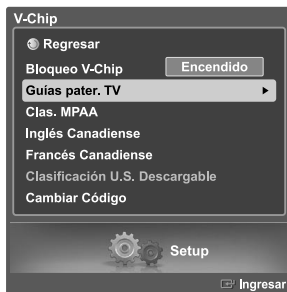 V-Chip
Regresar
Bloqueo V-Chip Encendido
Guías pater. TV
Clas. MPAA
Inglés Canadiense
Francés Canadiense
Clasificación U.S. Descargable
Cambiar Código
Setup
Ingresar